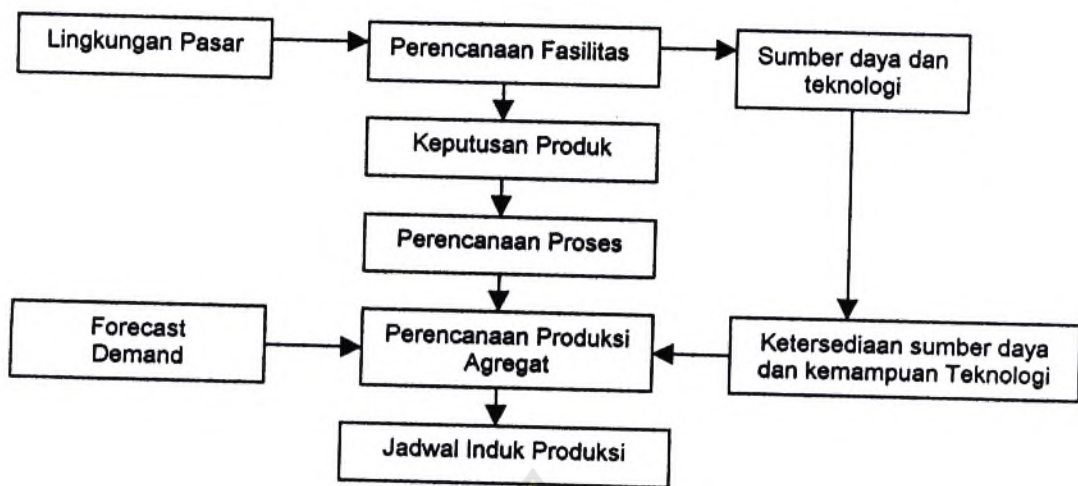 Lingkungan Pasar
Perencanaan Fasilitas
Sumber daya dan
teknologi
Keputusan Produk
Perencanaan Proses
Forecast
Demand
Perencanaan Produksi
Agregat
Ketersediaan sumber daya
dan kemampuan Teknologi
Jadwal Induk Produksi